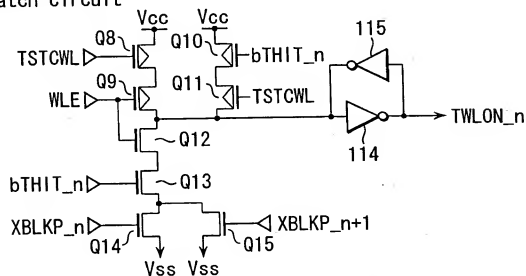 atch circuit
Vcc Vcc
Q8 Q10
TSTCWL bTHIT_n
115
Q9 Q11
WLE TSTCWL
TWLON_n
Q12 114
bTHIT_n Q13
XBLKP_n XBLKP_n+1
Q14 Q15
Vss Vss